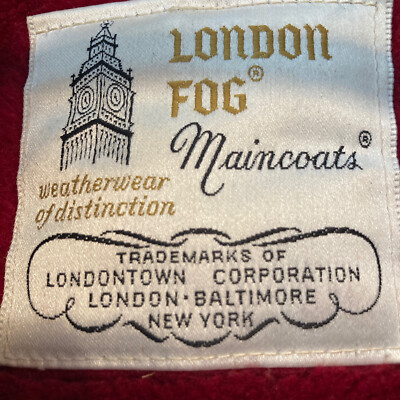 LONDON
FOG®
Maincoats®
weatherwear
of distinction
TRADEMARKS OF
LONDONTOWN CORPORATION
LONDON·BALTIMORE
NEW YORK